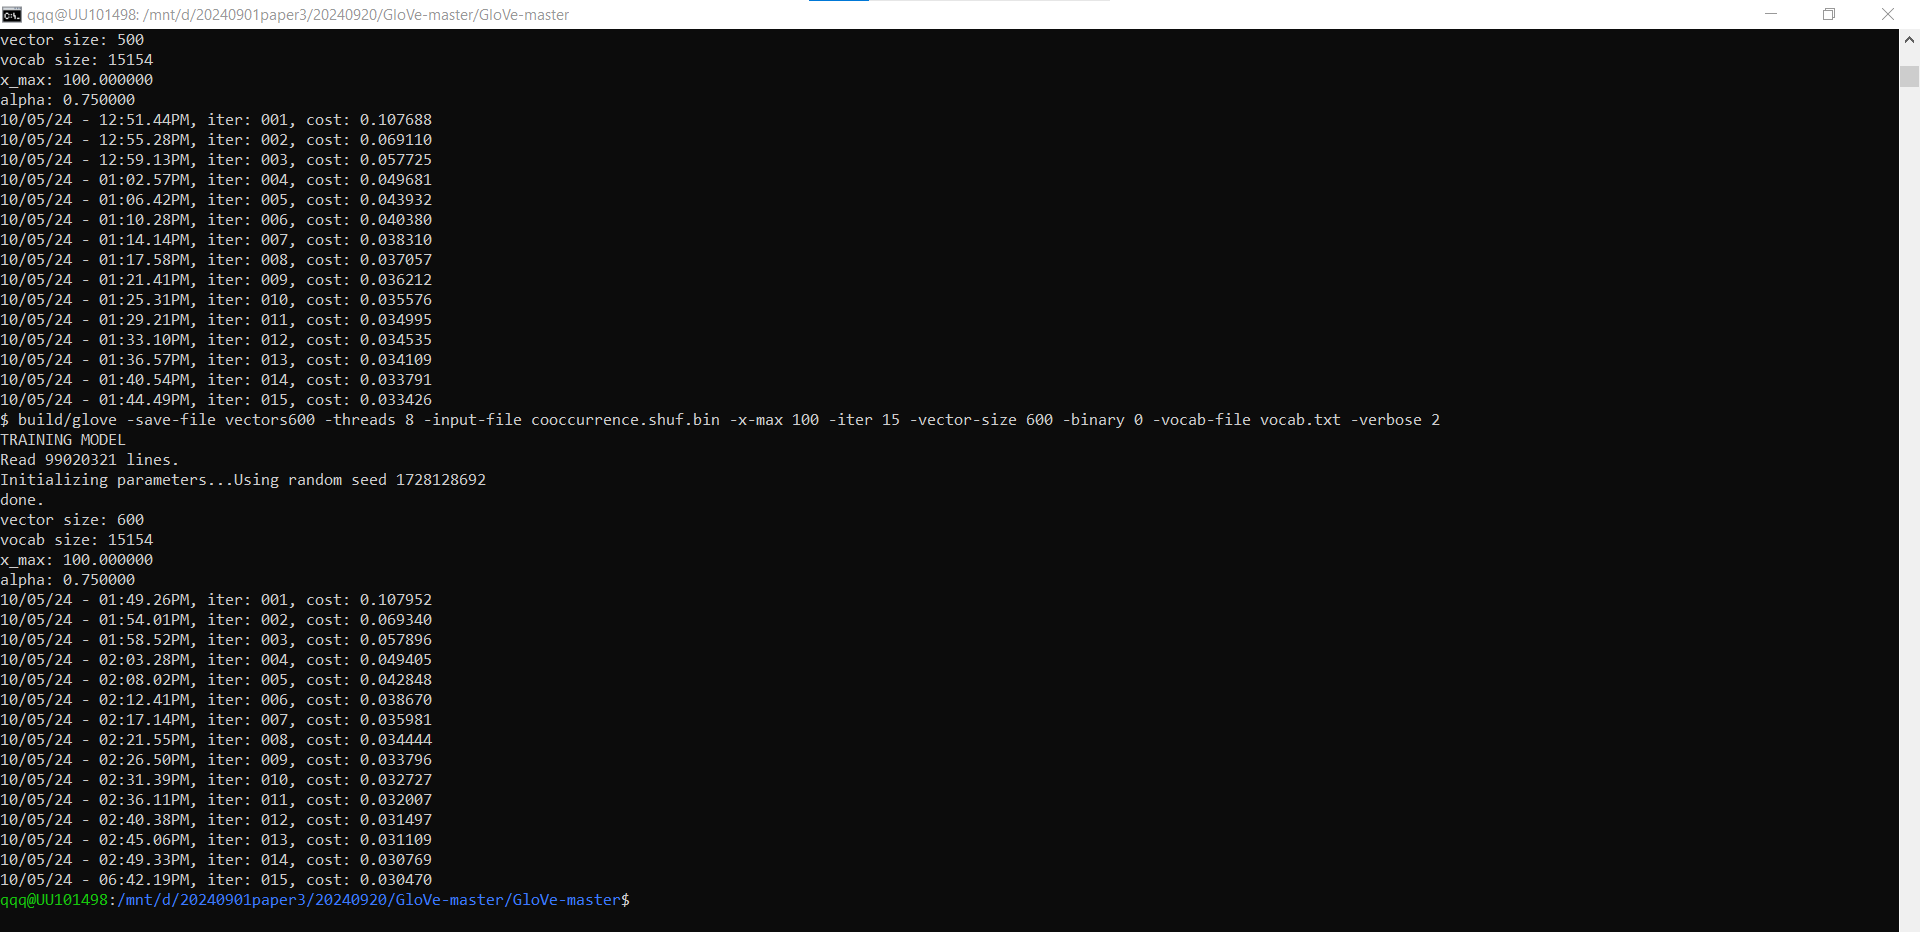 qqq@UU101498: /mnt/d/20240901paper3/20240920/GloVe-master/GloVe-master
vector size: 500
vocab size: 15154
x_max: 100.000000
alpha: 0.750000
10/05/24 - 12:51.44PM, iter: 001, cost: 0.107688
10/05/24 - 12:55.28PM, iter: 002, cost: 0.069110
10/05/24 - 12:59.13PM, iter: 003, cost: 0.057725
10/05/24 - 01:02.57PM, iter: 004, cost: 0.049681
10/05/24 - 01:06.42PM, iter: 005, cost: 0.043932
10/05/24 - 01:10.28PM, iter: 006, cost: 0.040380
10/05/24 - 01:14.14PM, iter: 007, cost: 0.038310
10/05/24 - 01:17.58PM, iter: 008, cost: 0.037057
10/05/24 - 01:21.41PM, iter: 009, cost: 0.036212
10/05/24 - 01:25.31PM, iter: 010, cost: 0.035576
10/05/24 - 01:29.21PM, iter: 011, cost: 0.034995
10/05/24 - 01:33.10PM, iter: 012, cost: 0.034535
10/05/24 - 01:36.57PM, iter: 013, cost: 0.034109
10/05/24 - 01:40.54PM, iter: 014, cost: 0.033791
10/05/24 - 01:44.49PM, iter: 015, cost: 0.033426
$ build/glove -save-file vectors600 -threads 8 -input-file cooccurrence.shuf.bin -x-max 100 -iter 15 -vector-size 600 -binary 0 -vocab-file vocab.txt -verbose 2
TRAINING MODEL
Read 99020321 lines.
Initializing parameters...Using random seed 1728128692
done.
vector size: 600
vocab size: 15154
x_max: 100.000000
alpha: 0.750000
10/05/24 - 01:49.26PM, iter: 001, cost: 0.107952
10/05/24 - 01:54.01PM, iter: 002, cost: 0.069340
10/05/24 - 01:58.52PM, iter: 003, cost: 0.057896
10/05/24 - 02:03.28PM, iter: 004, cost: 0.049405
10/05/24 - 02:08.02PM, iter: 005, cost: 0.042848
10/05/24 - 02:12.41PM, iter: 006, cost: 0.038670
10/05/24 - 02:17.14PM, iter: 007, cost: 0.035981
10/05/24 - 02:21.55PM, iter: 008, cost: 0.034444
10/05/24 - 02:26.50PM, iter: 009, cost: 0.033796
10/05/24 - 02:31.39PM, iter: 010, cost: 0.032727
10/05/24 - 02:36.11PM, iter: 011, cost: 0.032007
10/05/24 - 02:40.38PM, iter: 012, cost: 0.031497
10/05/24 - 02:45.06PM, iter: 013, cost: 0.031109
10/05/24 - 02:49.33PM, iter: 014, cost: 0.030769
10/05/24 - 06:42.19PM, iter: 015, cost: 0.030470
qqq@UU101498:/mnt/d/20240901paper3/20240920/GloVe-master/GloVe-master$